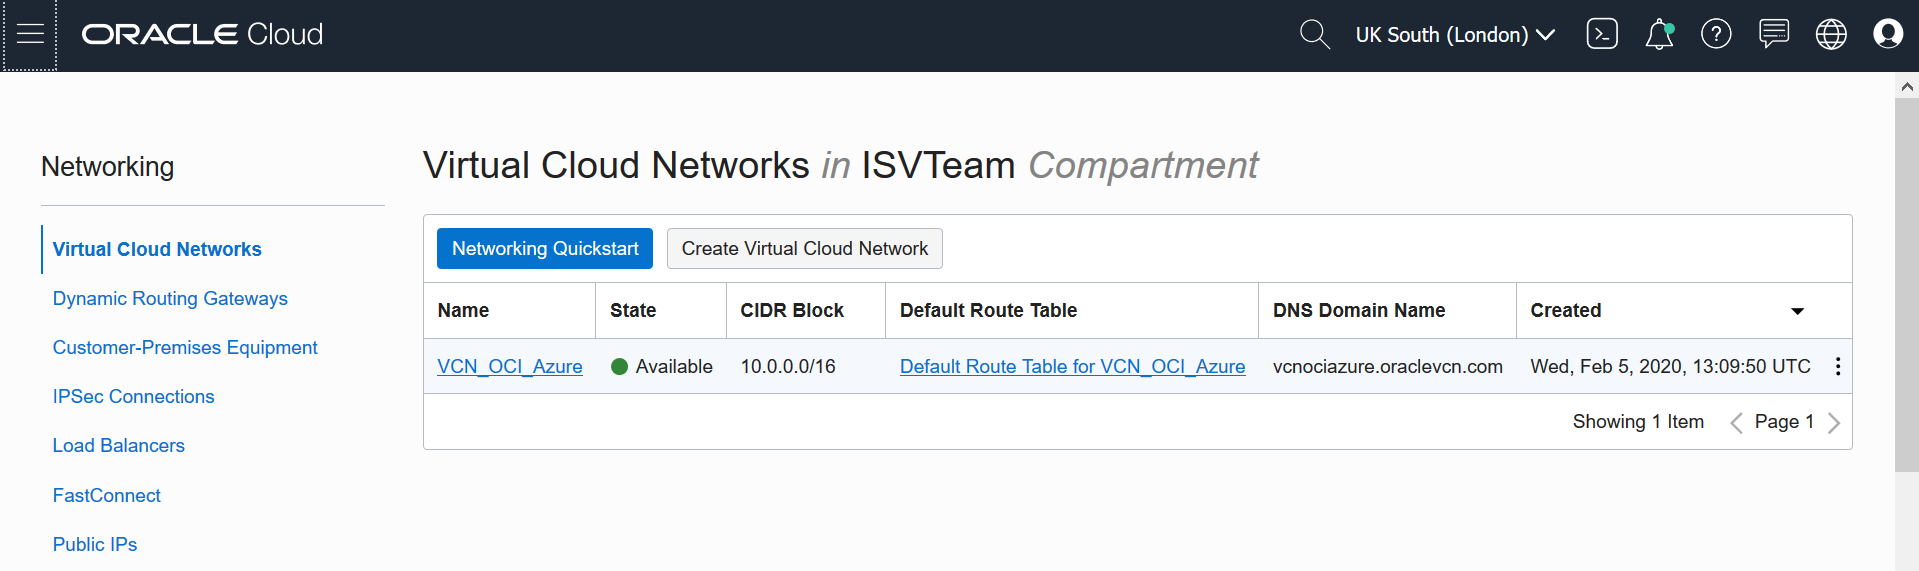 ORACLE Cloud
UK South (London)
Networking
Virtual Cloud Networks
Dynamic Routing Gateways
Customer-Premises Equipment
IPSec Connections
Load Balancers
FastConnect
Public IPs
Virtual Cloud Networks in ISVTeam Compartment
Networking Quickstart Create Virtual Cloud Network
Name State CIDR Block Default Route Table DNS Domain Name Created
VCN_OCI_Azure Available 10.0.0.0/16 Default Route Table for VCN_OCI_Azure vcnociazure.oraclevcn.com Wed, Feb 5, 2020, 13:09:50 UTC
Showing 1 Item Page 1